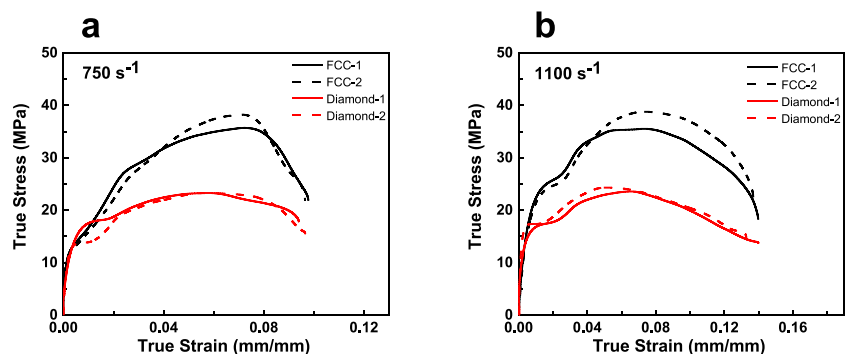 a
750 s-1
FCC-1
FCC-2
Diamond-1
Diamond-2
50
40
30
20
10
0
True Stress (MPa)
0.00 0.04 0.08 0.12
True Strain (mm/mm)
b
1100 s-1
FCC-1
FCC-2
Diamond-1
Diamond-2
50
40
30
20
10
0
True Stress (MPa)
0.00 0.04 0.08 0.12 0.16
True Strain (mm/mm)